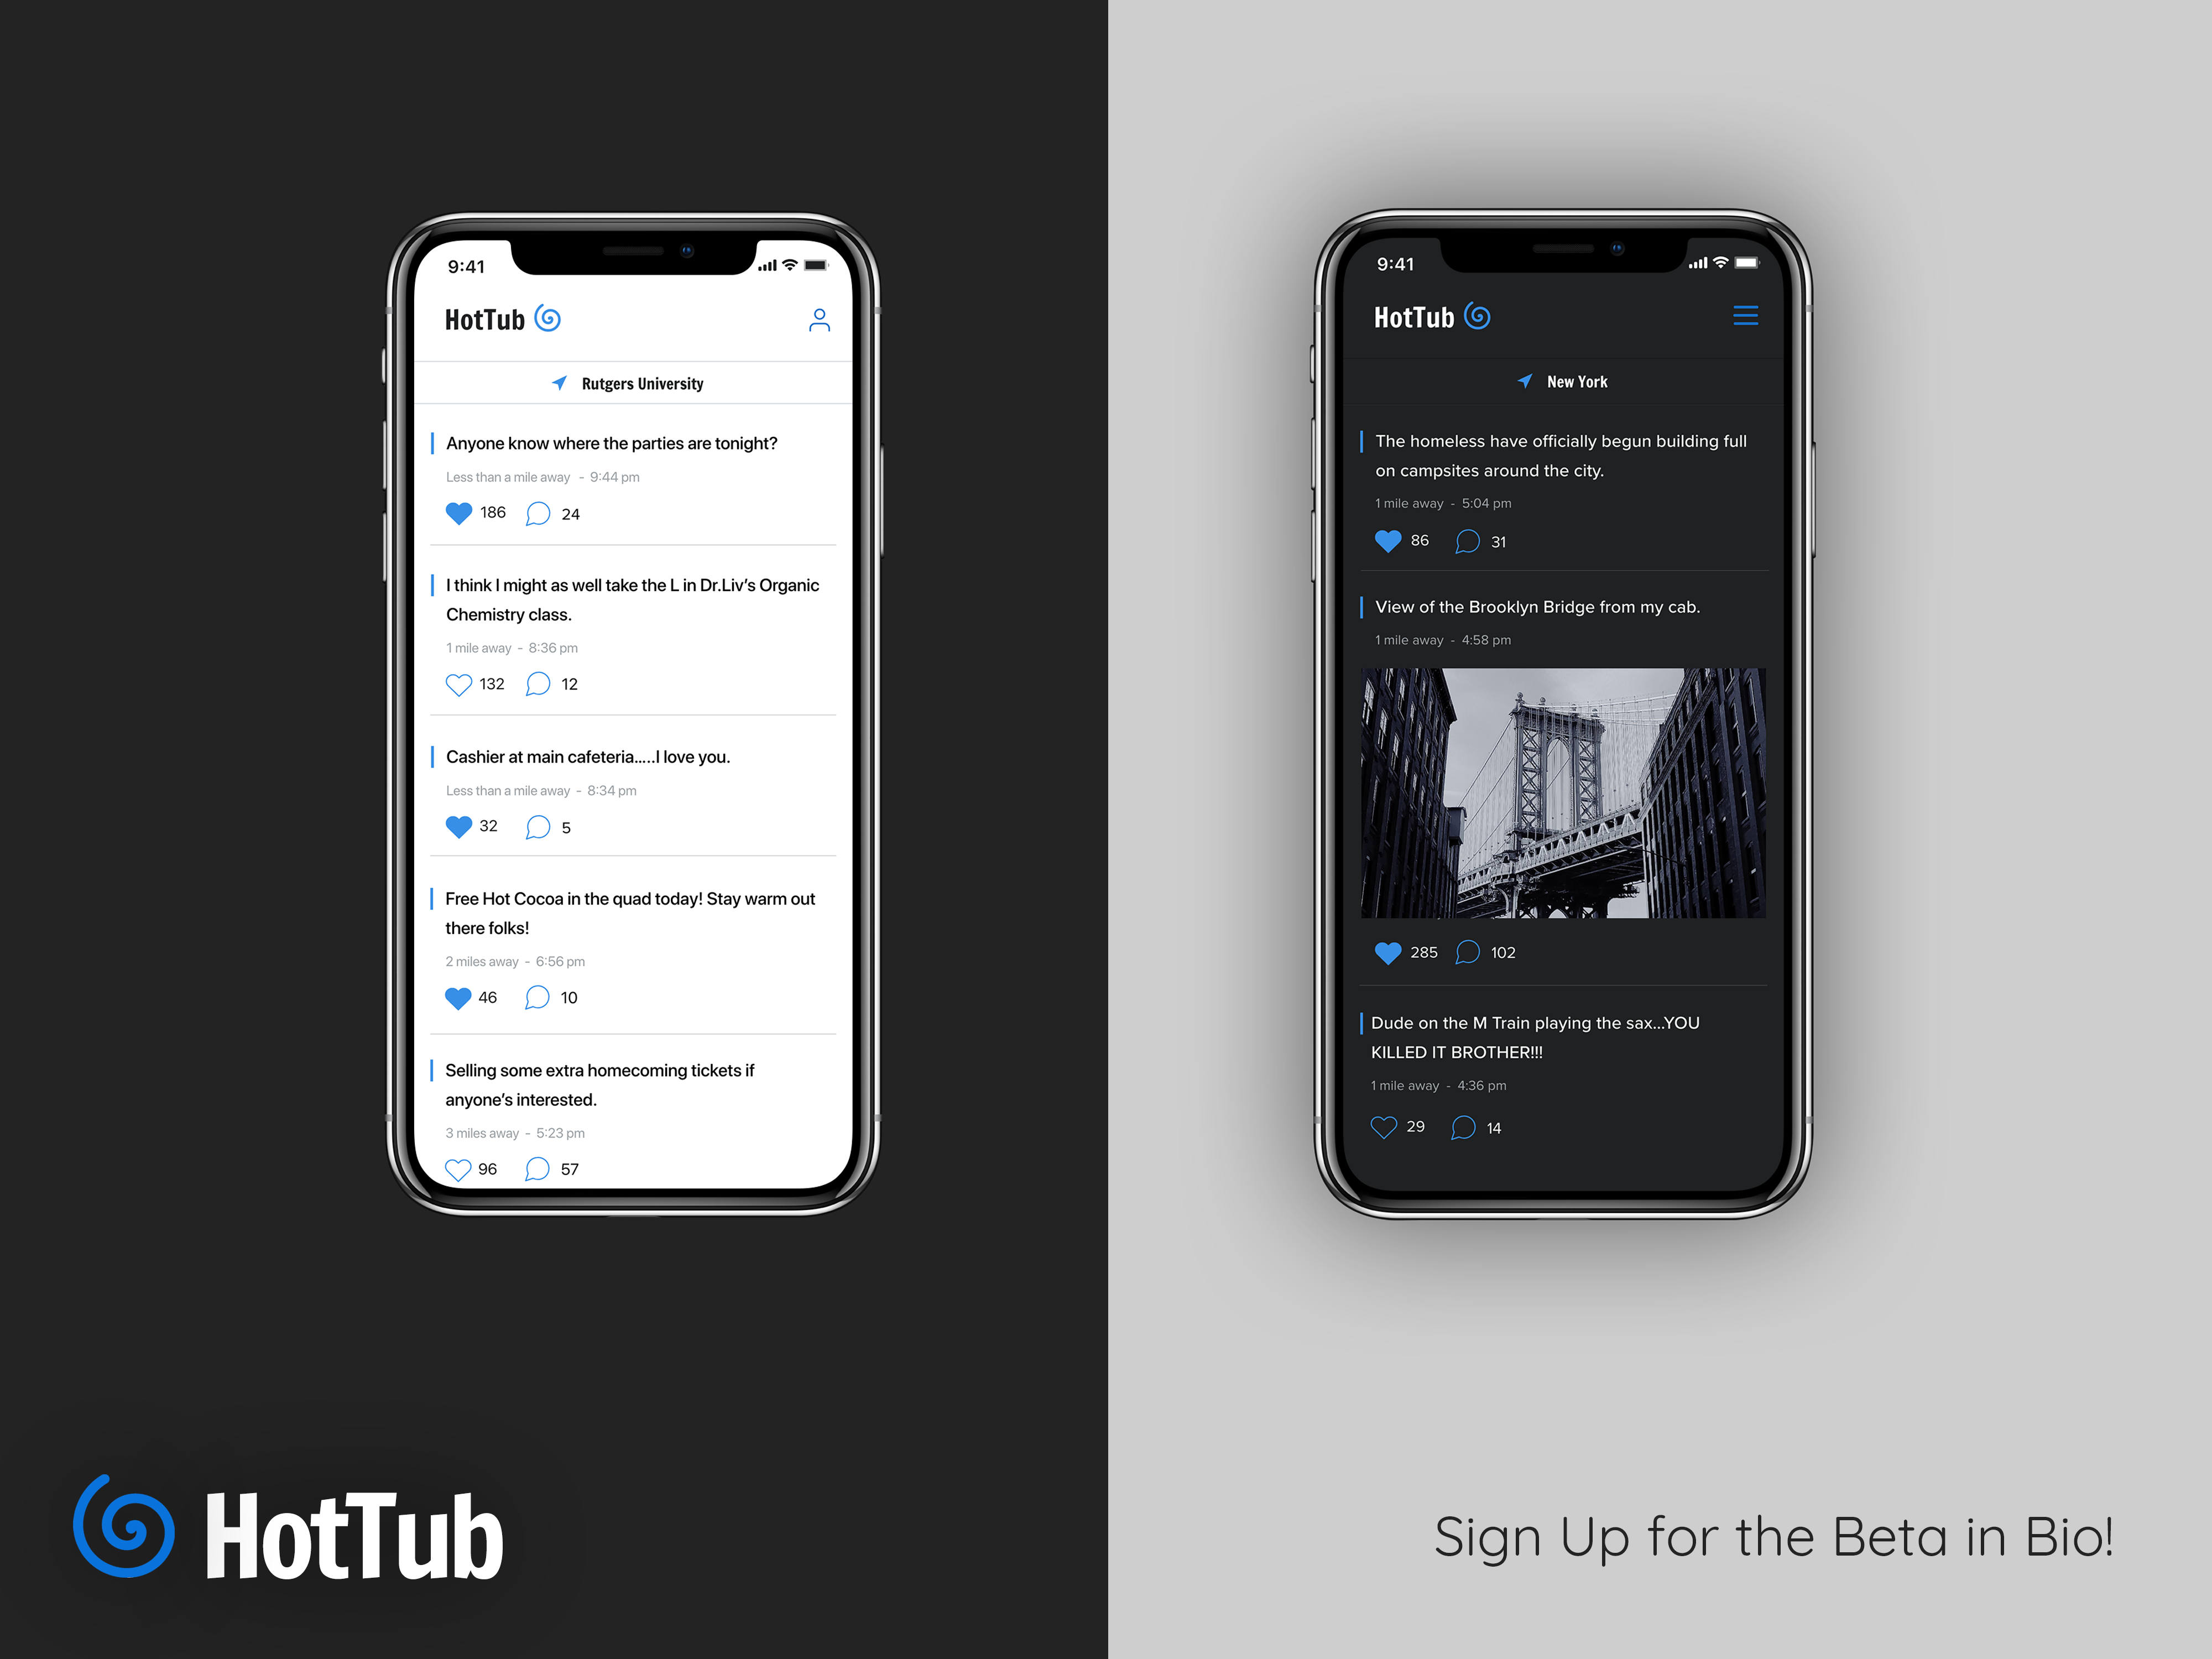 9:41
HotTub
Rutgers University
Anyone know where the parties are tonight?
Less than a mile away - 9:44 pm
186 24
I think I might as well take the L in Dr.Liv's Organic
Chemistry class.
1 mile away - 8:36 pm
132 12
Cashier at main cafeteria.....I love you.
Less than a mile away - 8:34 pm
32 5
Free Hot Cocoa in the quad today! Stay warm out
there folks!
2 miles away - 6:56 pm
46 10
Selling some extra homecoming tickets if
anyone's interested.
3 miles away - 5:23 pm
96 57
9:41
HotTub
New York
The homeless have officially begun building full
on campsites around the city.
1 mile away - 5:04 pm
86 31
View of the Brooklyn Bridge from my cab.
1 mile away - 4:58 pm
285 102
Dude on the M Train playing the sax...YOU
KILLED IT BROTHER!!!
1 mile away - 4:36 pm
29 14
HotTub
Sign Up for the Beta in Bio!